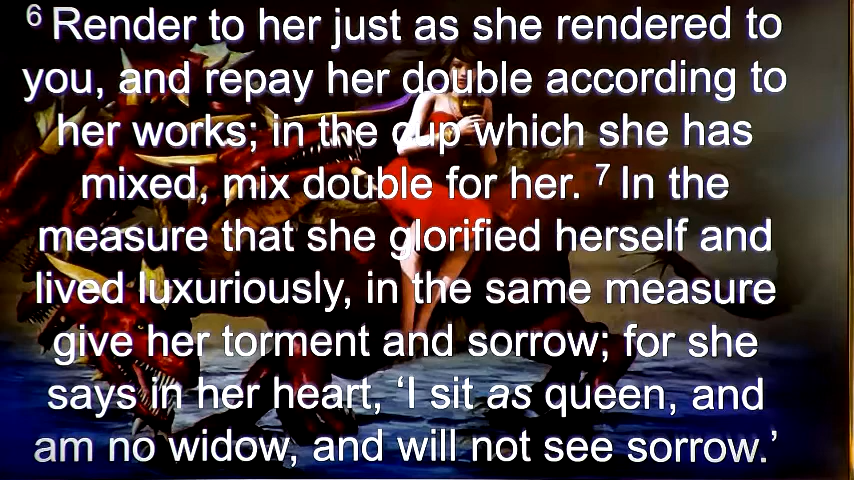 6 Render to her just as she rendered to
you, and repay her double according to
her works; in the cup which she has
mixed, mix double for her. 7 In the
measure that she glorified herself and
lived luxuriously, in the same measure
give her torment and sorrow; for she
says in her heart, ‘I sit as queen, and
am no widow, and will not see sorrow.’